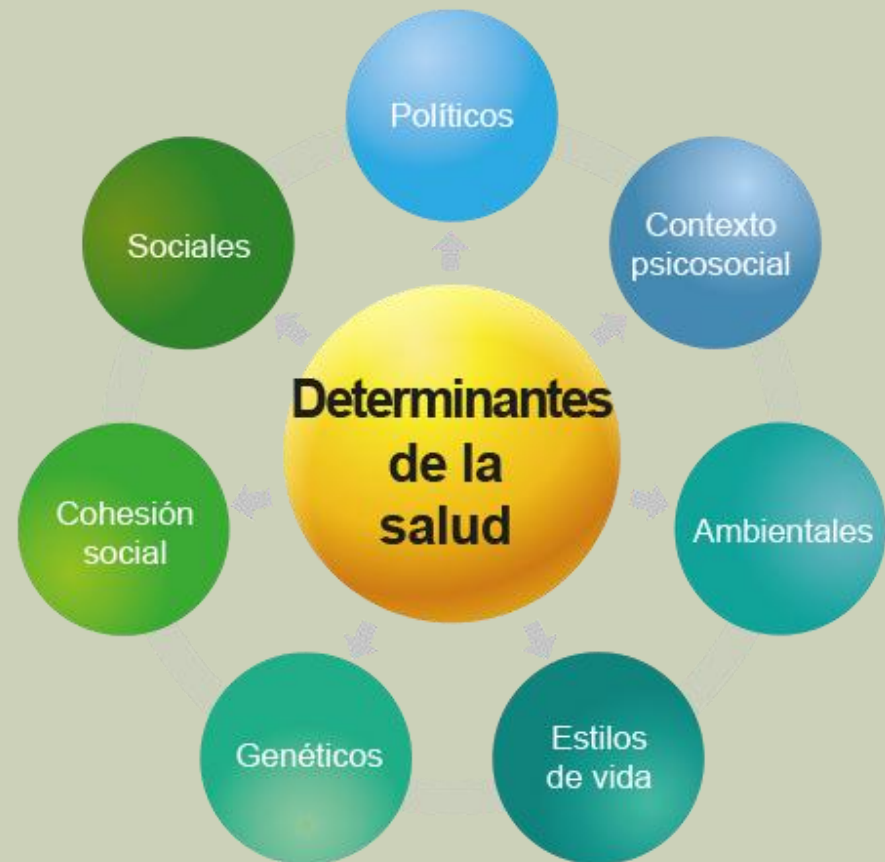 Políticos
Contexto
psicosocial
Sociales
Determinantes
de la
salud
Cohesión
social
Ambientales
Genéticos
Estilos
de vida